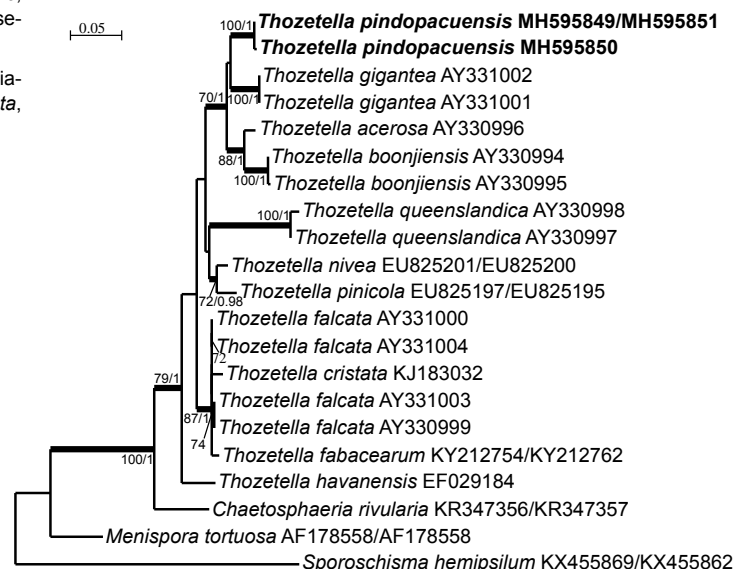 se-
ia-
ta,
0.05
100/1
Thozetella pindopacuensis MH595849/MH595851
Thozetella pindopacuensis MH595850
Thozetella gigantea AY331002
70/1
100/1
Thozetella gigantea AY331001
Thozetella acerosa AY330996
88/1
Thozetella boonjiensis AY330994
100/1
Thozetella boonjiensis AY330995
100/1
Thozetella queenslandica AY330998
Thozetella queenslandica AY330997
Thozetella nivea EU825201/EU825200
72/0.98
Thozetella pinicola EU825197/EU825195
Thozetella falcata AY331000
Thozetella falcata AY331004
72
Thozetella cristata KJ183032
79/1
Thozetella falcata AY331003
87/1
Thozetella falcata AY330999
74
Thozetella fabacearum KY212754/KY212762
100/1
Thozetella havanensis EF029184
Chaetosphaeria rivularia KR347356/KR347357
Menispora tortuosa AF178558/AF178558
Sporoschisma hemipsilum KX455869/KX455862